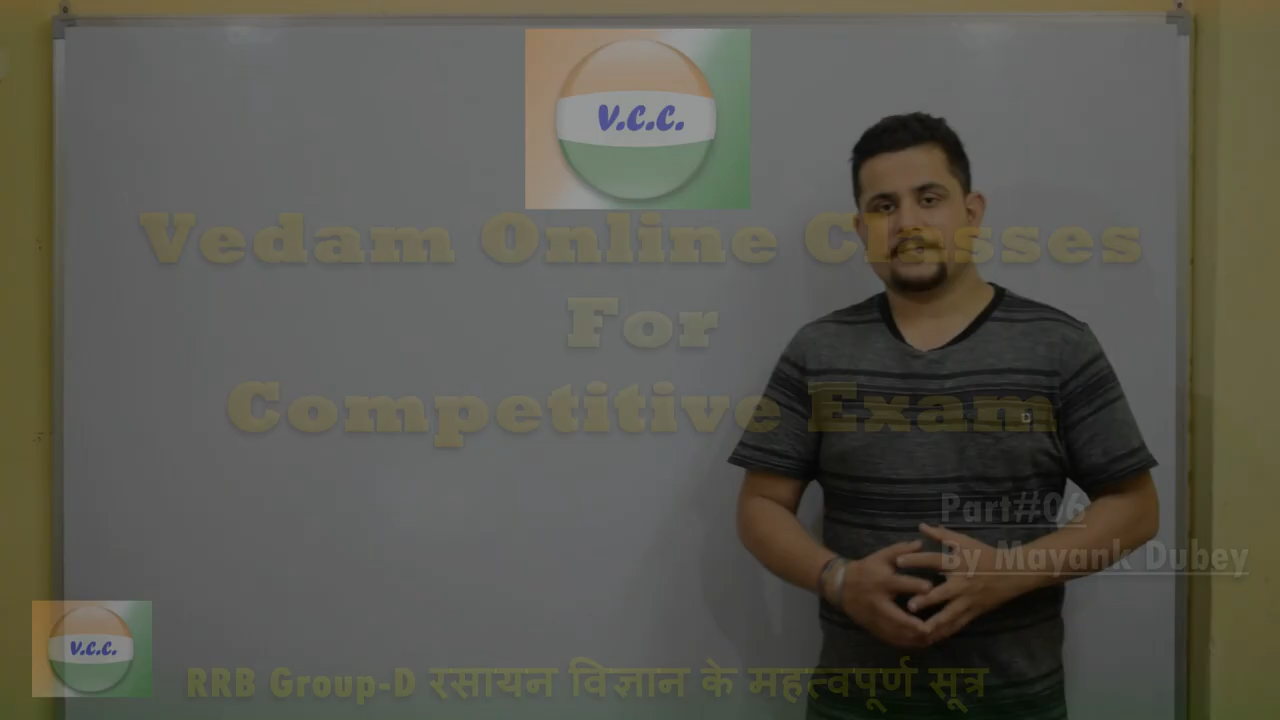 V.C.C.
Vedam Online Classes
For
Competitive Exam
Part#06
By Mayank Dubey
V.C.C.
RRB Group-D रसायन विज्ञान के महत्वपूर्ण सूत्र